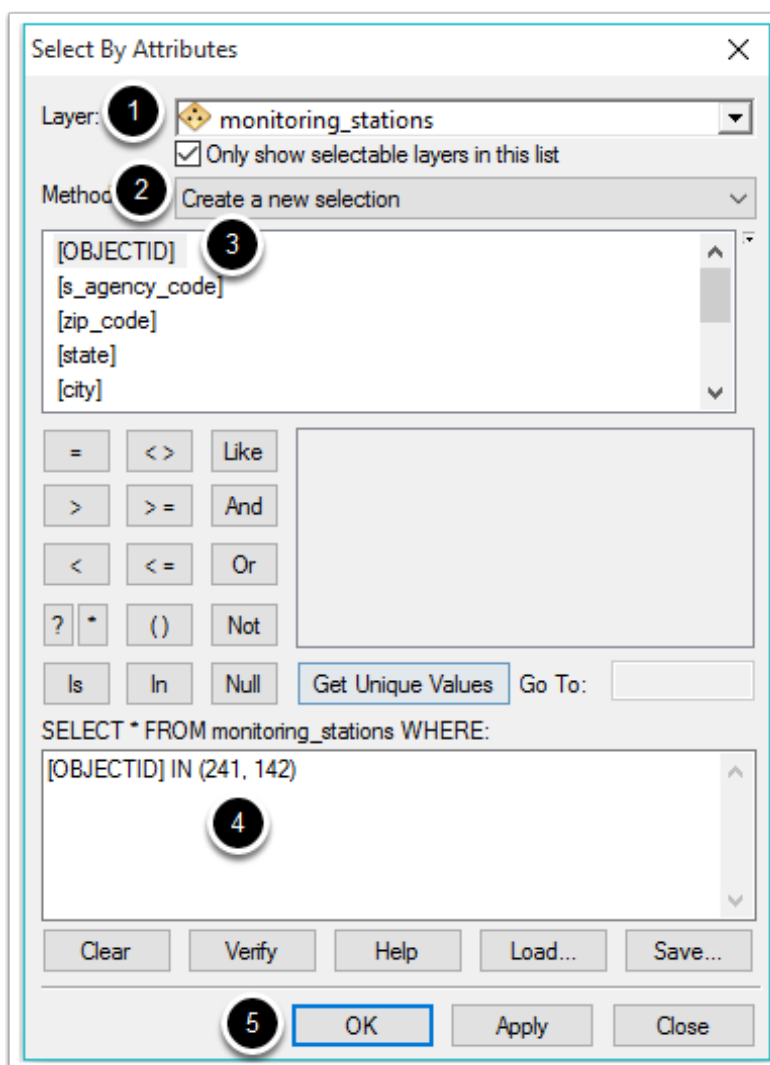 Select By Attributes
Layer: 1 monitoring_stations
Only show selectable layers in this list
Method 2 Create a new selection
[OBJECTID] 3
[s_agency_code]
[zip_code]
[state]
[city]
= < > Like
> > = And
< < = Or
? * ( ) Not
Is In Null Get Unique Values Go To:
SELECT * FROM monitoring_stations WHERE:
[OBJECTID] IN (241, 142)
4
Clear Verify Help Load... Save...
5 OK Apply Close